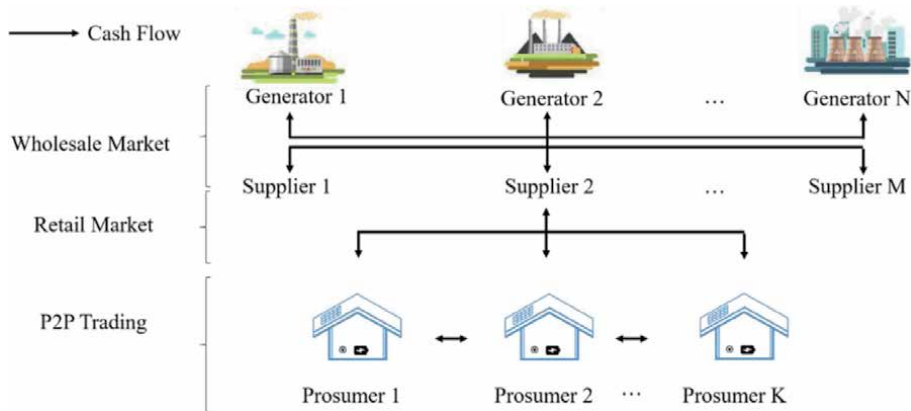 Cash Flow
Generator 1
Generator 2
...
Generator N
Wholesale Market
Supplier 1
Supplier 2
...
Supplier M
Retail Market
P2P Trading
Prosumer 1
Prosumer 2
...
Prosumer K